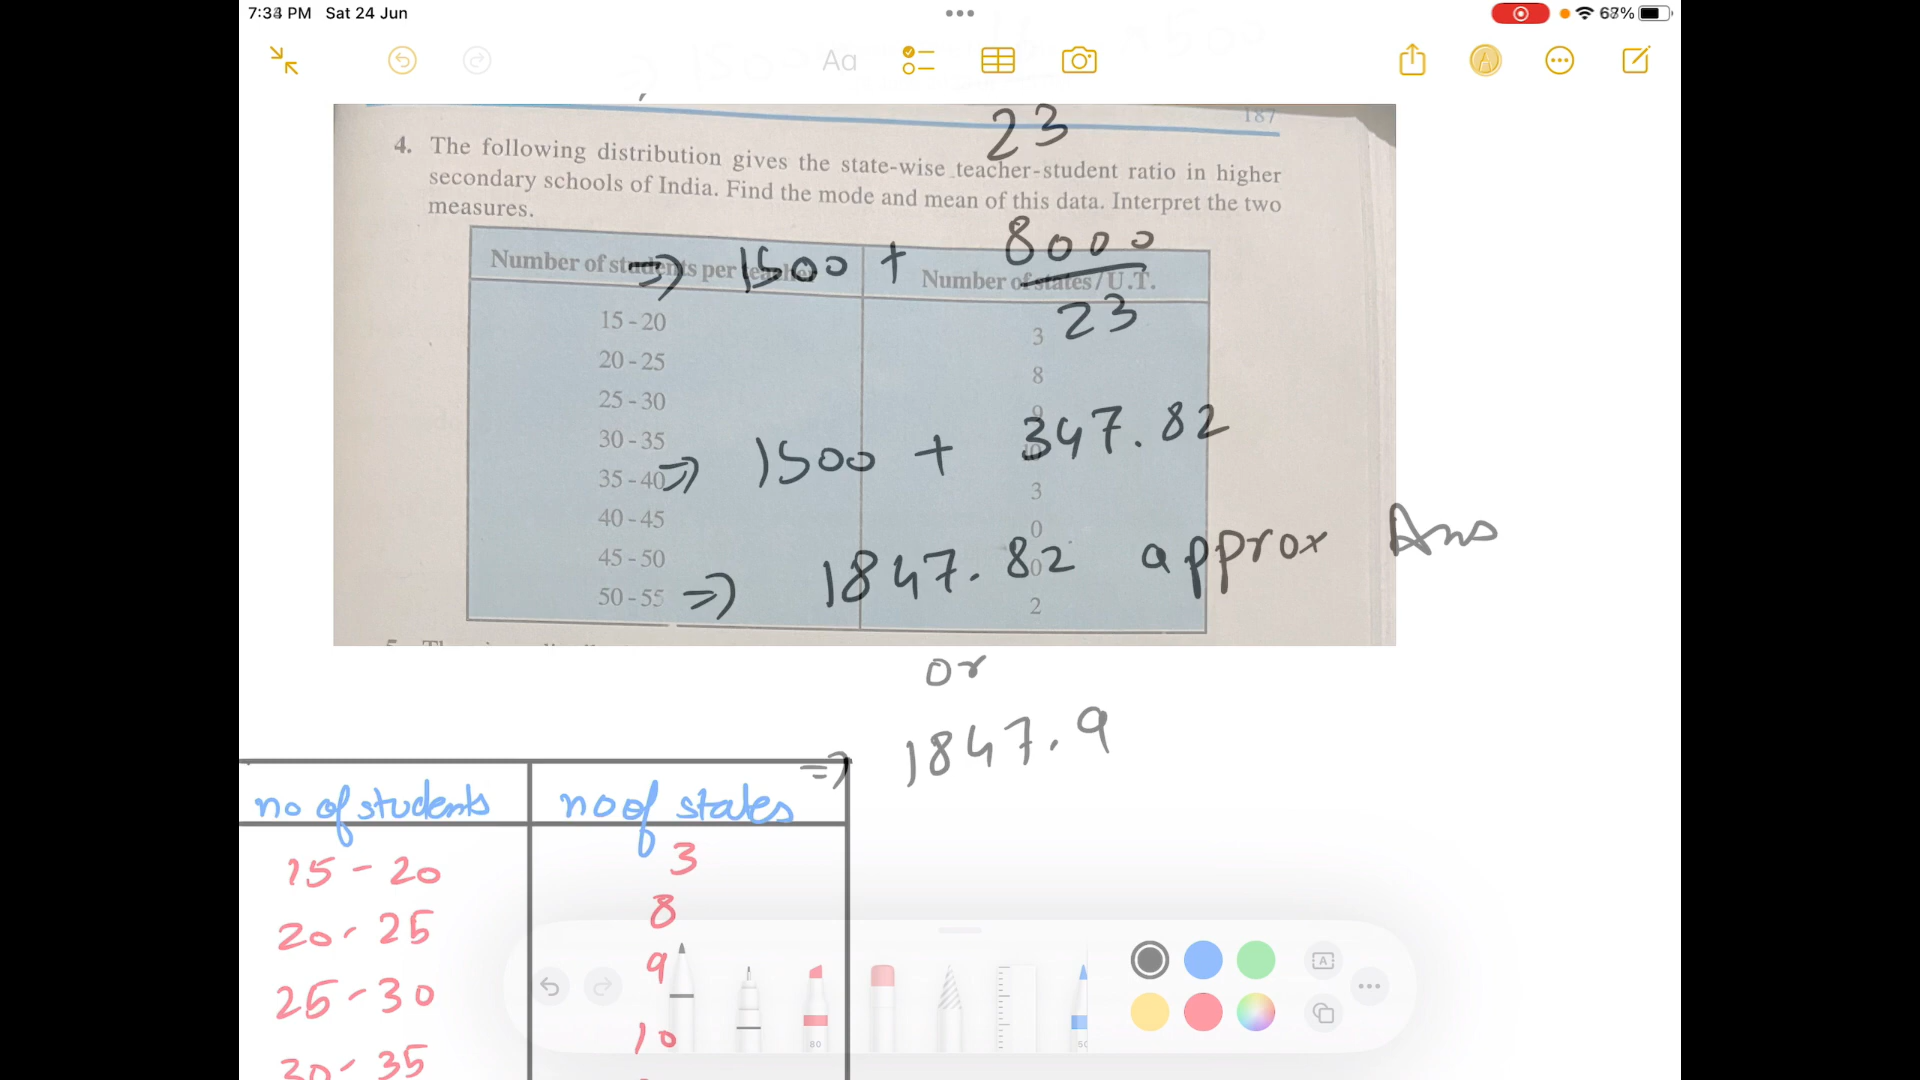 7:33 PM Sat 24 Jun
67%
Aa
23
187
4. The following distribution gives the state-wise teacher-student ratio in higher
secondary schools of India. Find the mode and mean of this data. Interpret the two
measures.
⇒ 1500 + 8000
23
Number of students per teacher
Number of states / U.T.
15 - 20
3
20 - 25
8
25 - 30
9
30 - 35
10
⇒ 1500 + 347.82
35 - 40
3
40 - 45
0
45 - 50
0
50 - 55
2
⇒ 1847.82 approx Ans
or
⇒ 1847.9
no of students
no of states
15 - 20
3
20 - 25
8
25 - 30
9
30 - 35
10
80
A